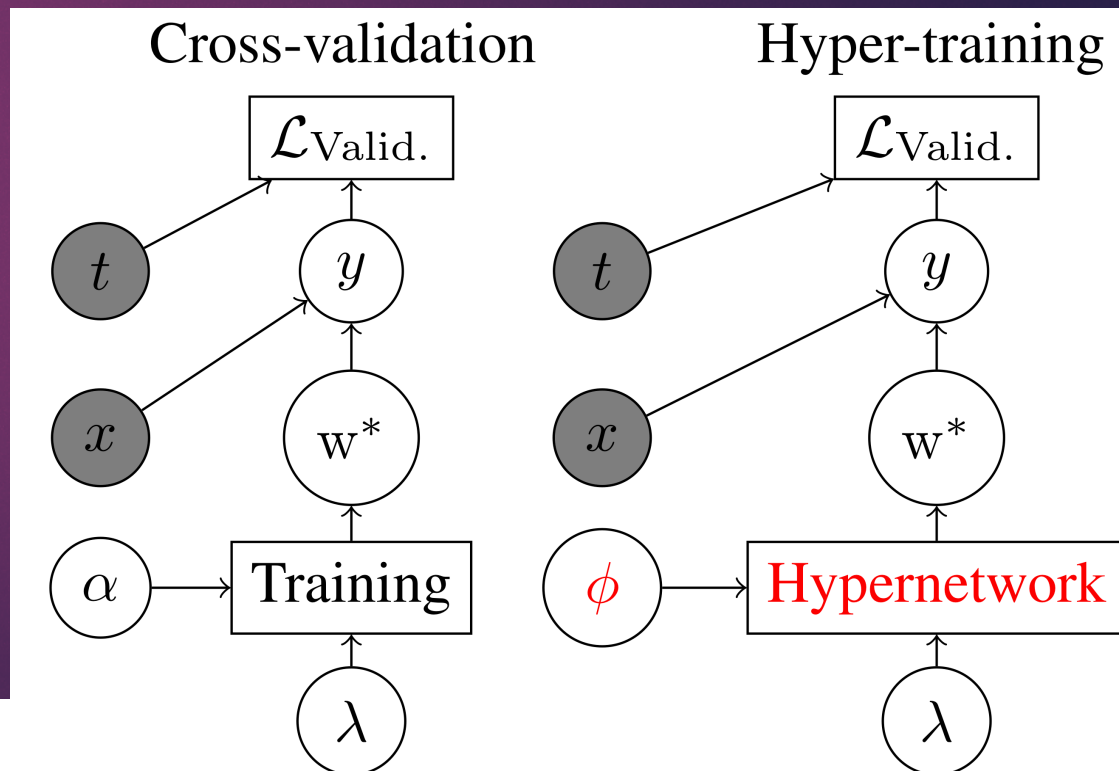 Cross-validation
ℒValid.
t
y
x
w*
α
Training
λ
Hyper-training
ℒValid.
t
y
x
w*
ϕ
Hypernetwork
λ